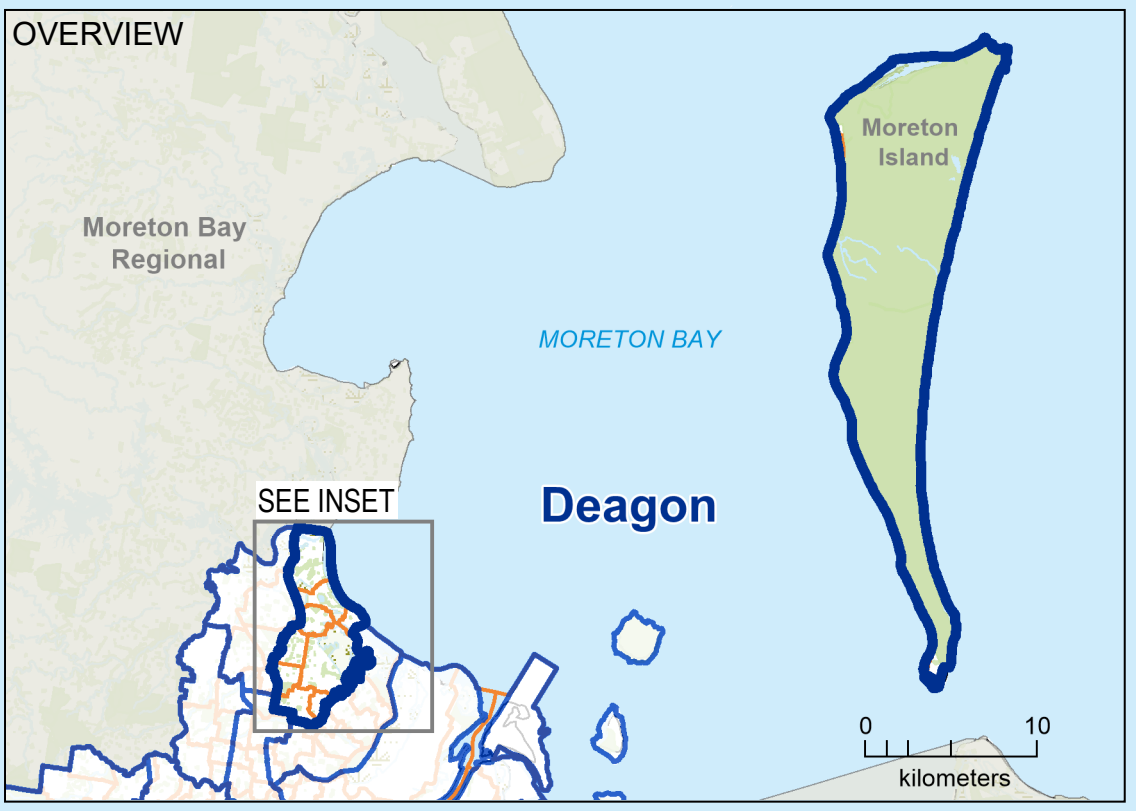 OVERVIEW
Moreton
Island
Moreton Bay
Regional
MORETON BAY
SEE INSET
Deagon
0 10
kilometers